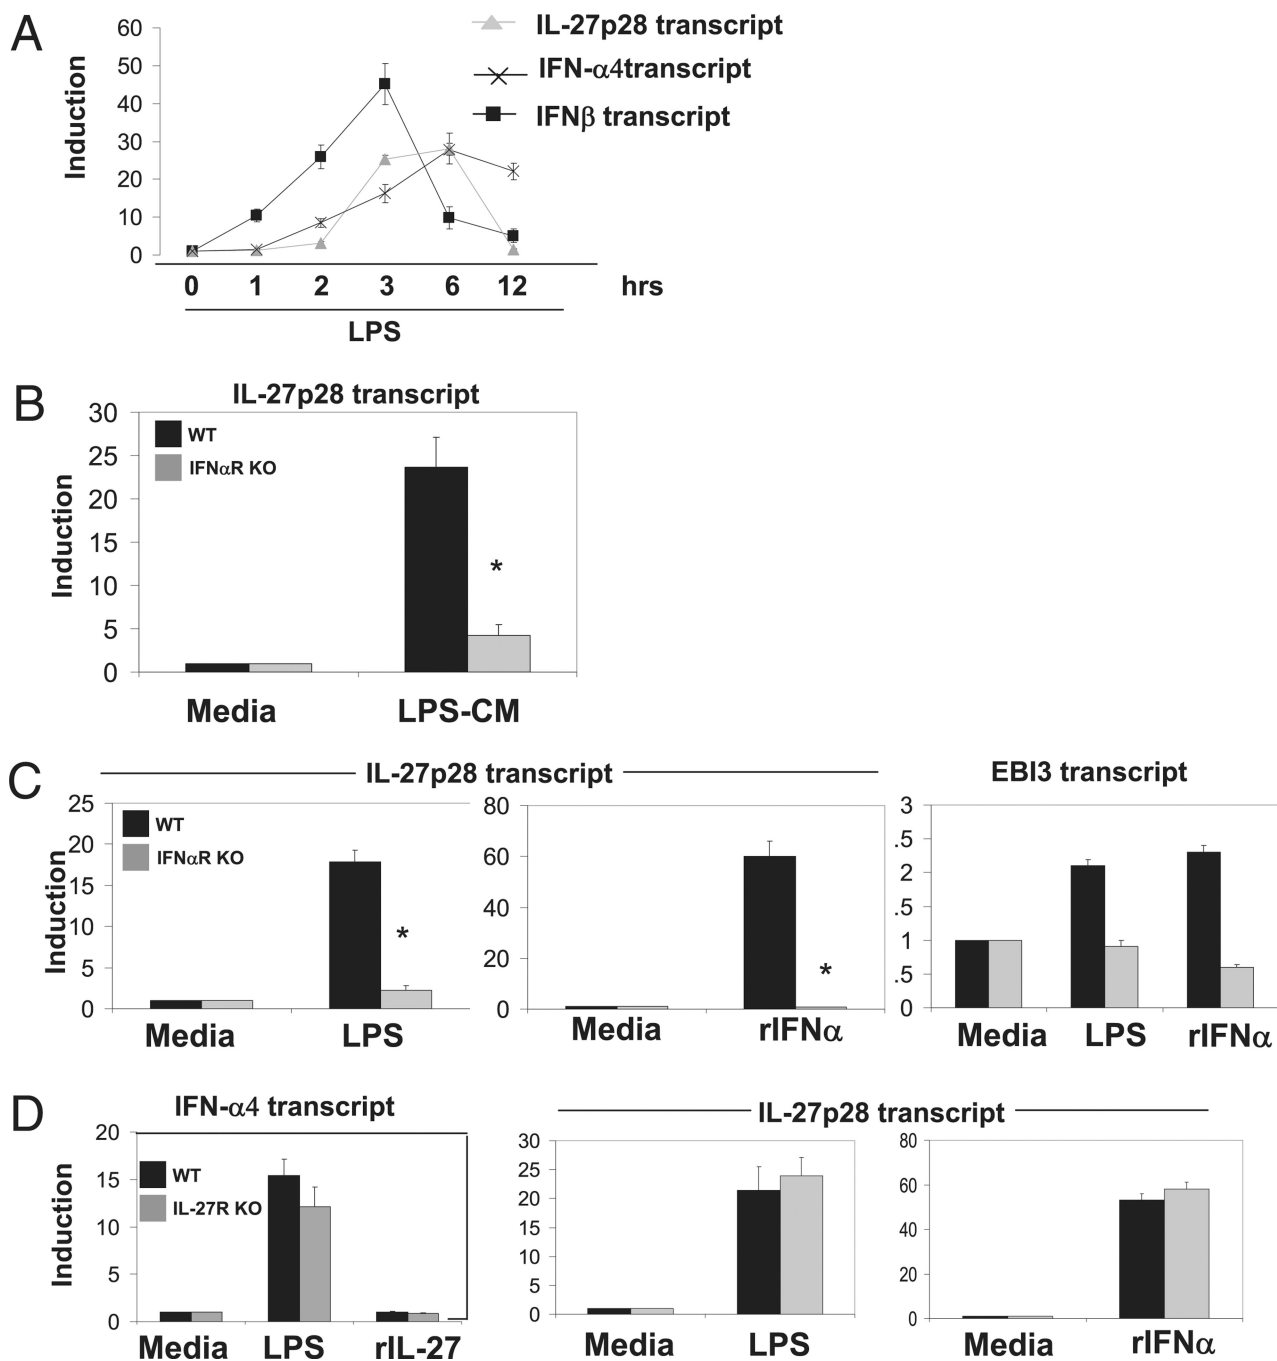 A
60
50
40
30
20
10
0
Induction
IL-27p28 transcript
IFN-α4transcript
IFNβ transcript
0 1 2 3 6 12 hrs
LPS
B
IL-27p28 transcript
30
25
20
15
10
5
0
Induction
WT
IFNαR KO
*
Media LPS-CM
C
IL-27p28 transcript
EBI3 transcript
25
20
15
10
5
0
Induction
WT
IFNαR KO
*
Media LPS
80
60
40
20
0
*
Media rIFNα
3
.5
2
.5
1
.5
0
Media LPS rIFNα
D
IFN-α4 transcript
IL-27p28 transcript
20
15
10
5
0
Induction
WT
IL-27R KO
Media LPS rIL-27
30
25
20
15
10
5
0
Media LPS
80
60
40
20
0
Media rIFNα